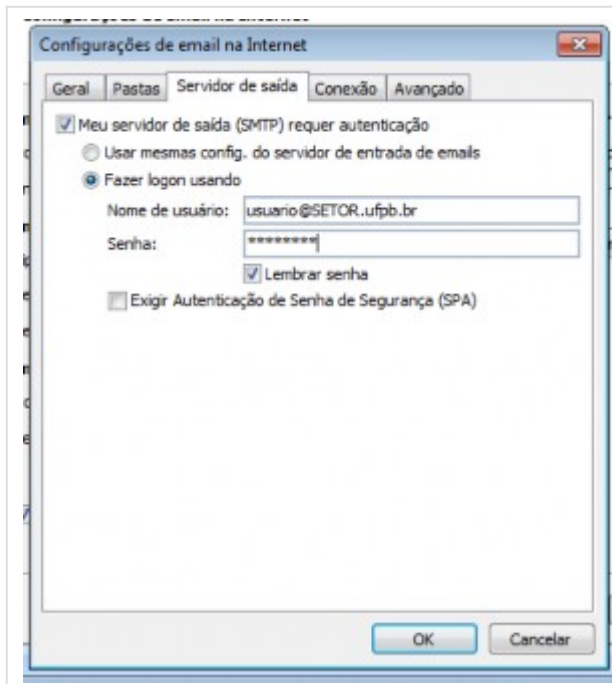 Configurações de email na Internet
Geral Pastas Servidor de saída Conexão Avançado
Meu servidor de saída (SMTP) requer autenticação
Usar mesmas config. do servidor de entrada de emails
Fazer logon usando
Nome de usuário: usuario@SETOR.ufpb.br
Senha: ********
Lembrar senha
Exigir Autenticação de Senha de Segurança (SPA)
OK Cancelar